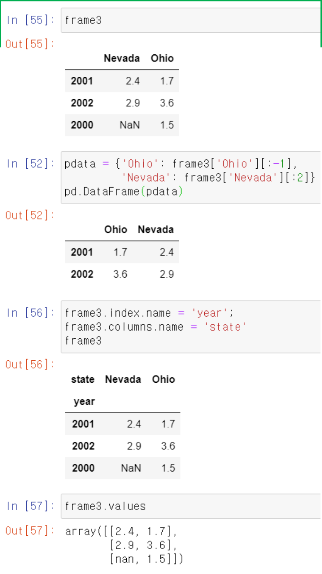 In [55]: frame3
Out[55]:
Nevada Ohio
2001 2.4 1.7
2002 2.9 3.6
2000 NaN 1.5
In [52]: pdata = {'Ohio': frame3['Ohio'][:-1],
'Nevada': frame3['Nevada'][:2]}
pd.DataFrame(pdata)
Out[52]:
Ohio Nevada
2001 1.7 2.4
2002 3.6 2.9
In [56]: frame3.index.name = 'year';
frame3.columns.name = 'state'
frame3
Out[56]:
state Nevada Ohio
year
2001 2.4 1.7
2002 2.9 3.6
2000 NaN 1.5
In [57]: frame3.values
Out[57]: array([[2.4, 1.7],
[2.9, 3.6],
[nan, 1.5]])